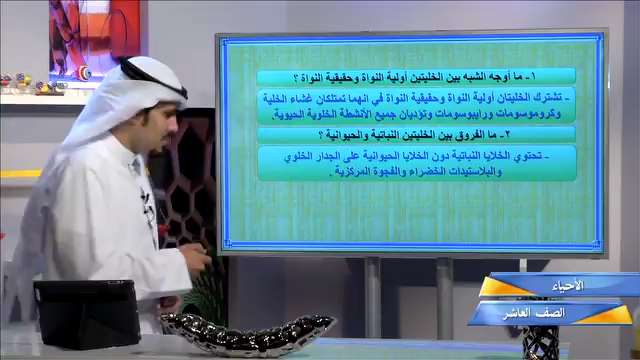 ١- ما أوجه الشبه بين الخليتين أولية النواة وحقيقية النواة ؟
- تشترك الخليتان أولية النواة وحقيقية النواة في انهما تمتلكان غشاء الخلية
وكروموسومات ورايبوسومات وتؤديان جميع الأنشطة الخلوية الحيوية.
٢- ما الفروق بين الخليتين النباتية والحيوانية ؟
- تحتوي الخلايا النباتية دون الخلايا الحيوانية على الجدار الخلوي
والبلاستيدات الخضراء والفجوة المركزية .
الأحياء
الصف العاشر